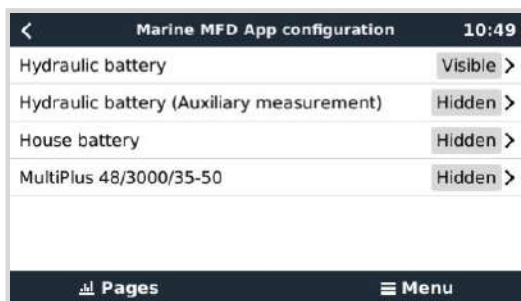 Marine MFD App configuration 10:49
Hydraulic battery Visible
Hydraulic battery (Auxiliary measurement) Hidden
House battery Hidden
MultiPlus 48/3000/35-50 Hidden
Pages Menu